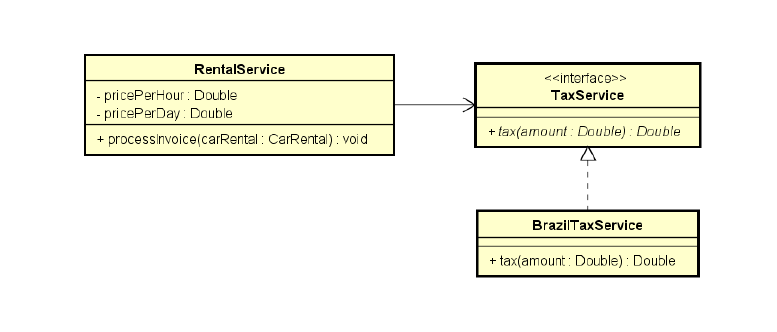 RentalService
- pricePerHour : Double
- pricePerDay : Double
+ processInvoice(carRental : CarRental) : void
<<interface>>
TaxService
+ tax(amount : Double) : Double
BrazilTaxService
+ tax(amount : Double) : Double